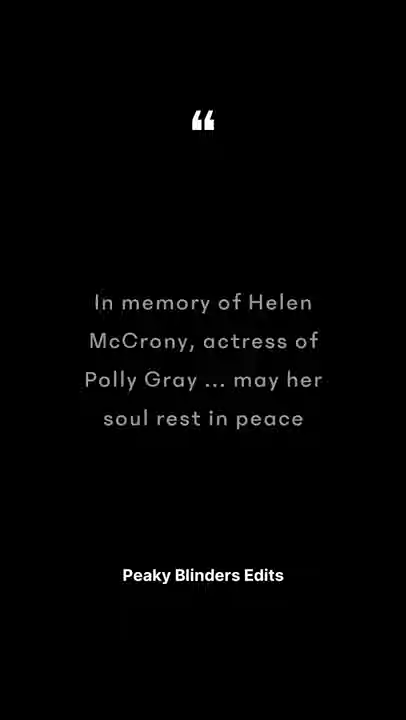 “
In memory of Helen
McCrony, actress of
Polly Gray ... may her
soul rest in peace
Peaky Blinders Edits